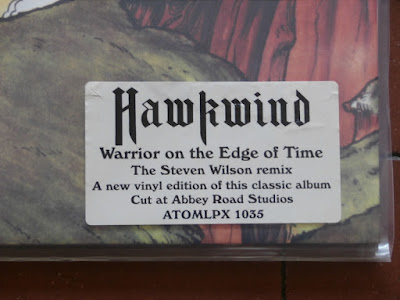 Hawkwind
Warrior on the Edge of Time
The Steven Wilson remix
A new vinyl edition of this classic album
Cut at Abbey Road Studios
ATOMLPX 1035